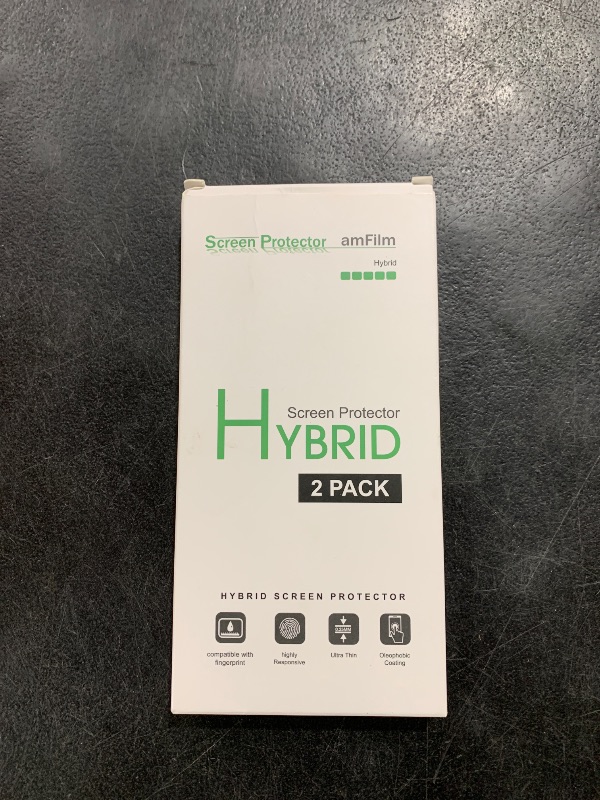 Screen Protector amFilm
Hybrid
Screen Protector
HYBRID
2 PACK
HYBRID SCREEN PROTECTOR
compatible with
fingerprint
highly
Responsive
Ultra Thin
Oleophobic
Coating